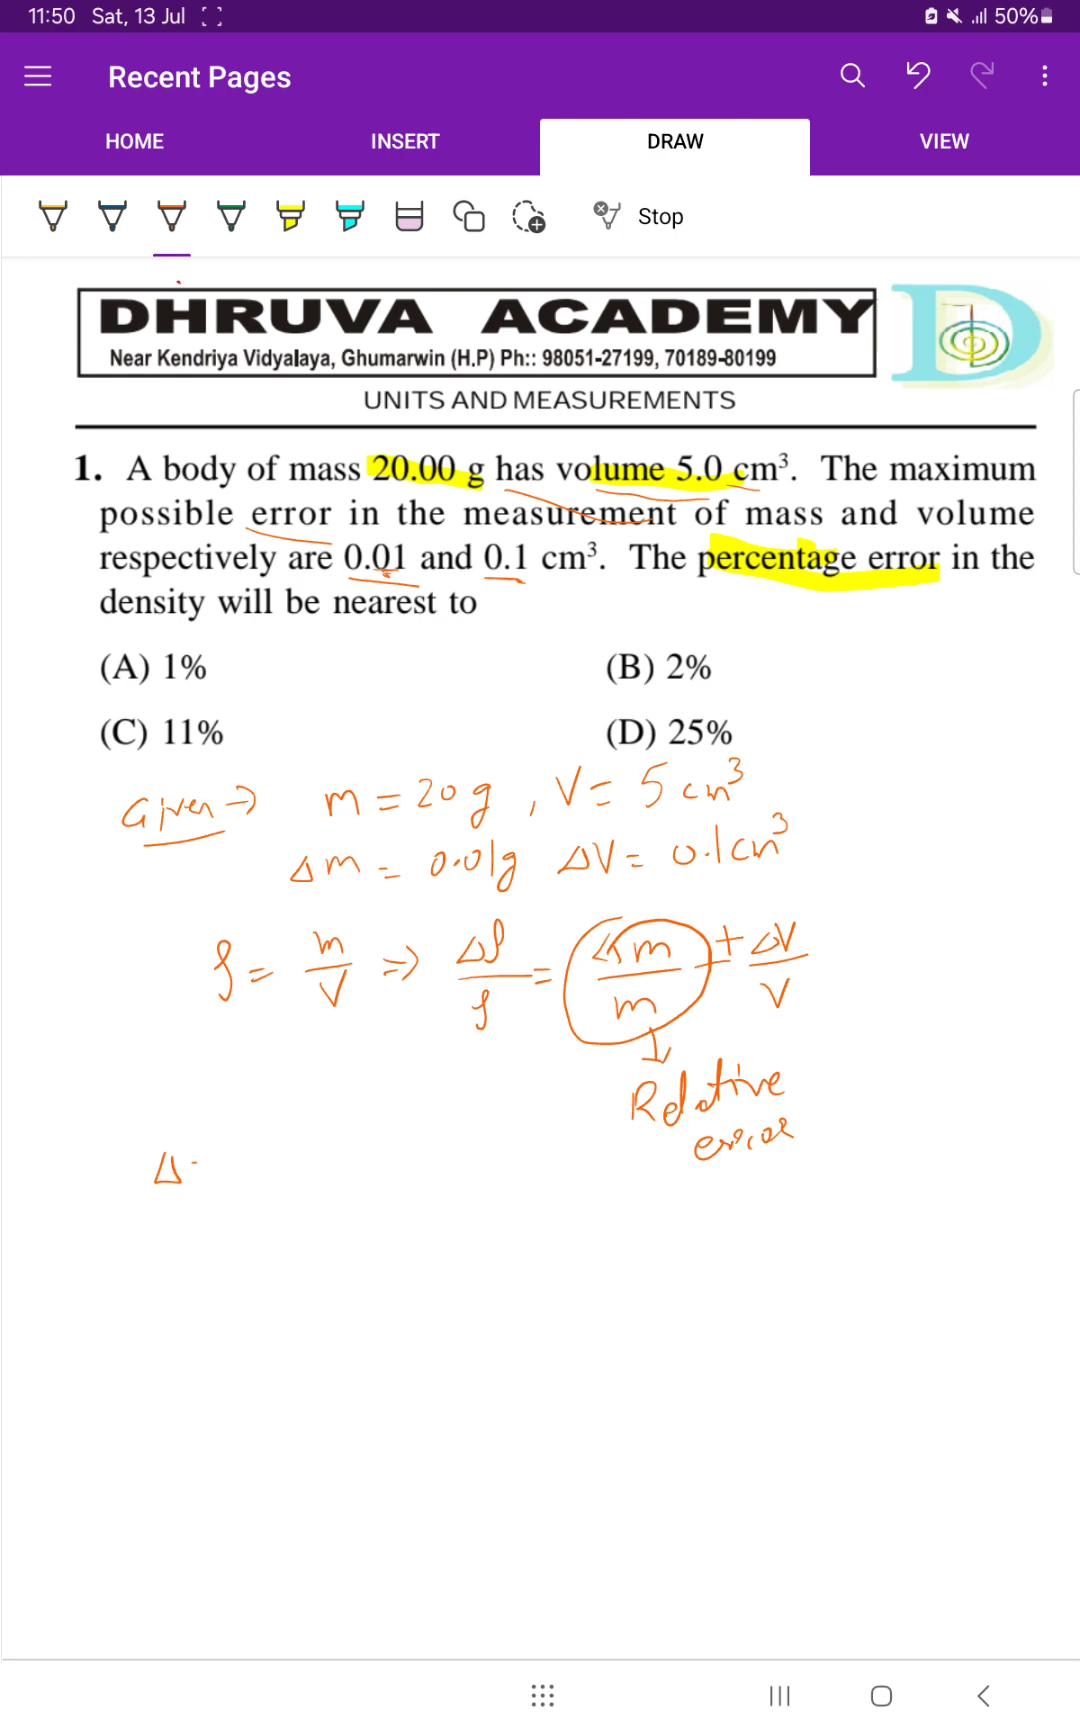 11:50 Sat, 13 Jul 50%
Recent Pages
HOME INSERT DRAW VIEW
Stop
DHRUVA ACADEMY
Near Kendriya Vidyalaya, Ghumarwin (H.P) Ph:: 98051-27199, 70189-80199
UNITS AND MEASUREMENTS
1. A body of mass 20.00 g has volume 5.0 cm³. The maximum
possible error in the measurement of mass and volume
respectively are 0.01 and 0.1 cm³. The percentage error in the
density will be nearest to
(A) 1% (B) 2%
(C) 11% (D) 25%
Given → m = 20g , V = 5 cm³
Δm = 0.01g ΔV = 0.1cm³
ρ = m/V ⇒ Δρ/ρ = Δm/m + ΔV/V
Relative
error
Δ